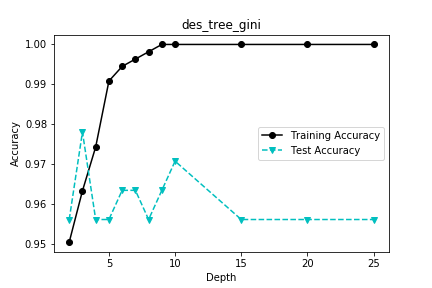 des_tree_gini
1.00
0.99
0.98
0.97
0.96
0.95
Accuracy
Training Accuracy
Test Accuracy
5 10 15 20 25
Depth